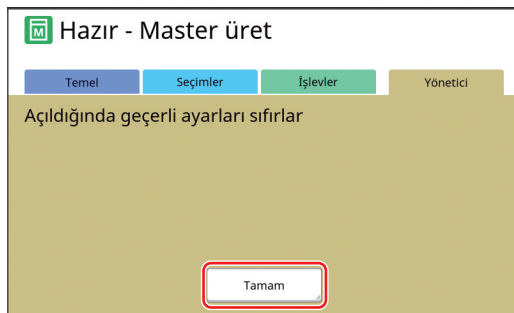 M
Hazır - Master üret
Temel Seçimler İşlevler Yönetici
Açıldığında geçerli ayarları sıfırlar
Tamam